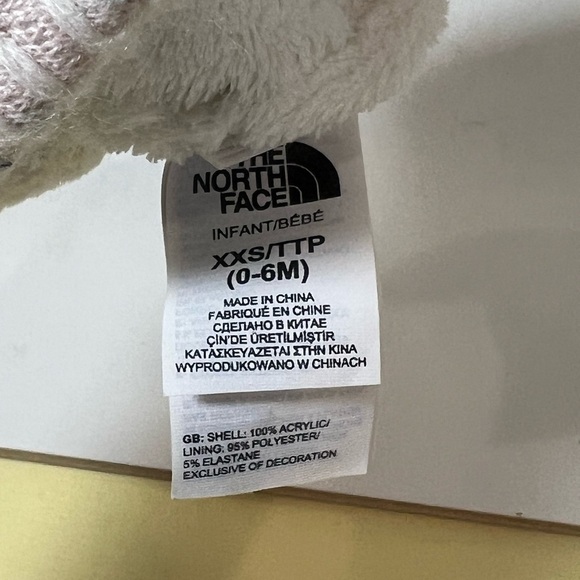 THE
NORTH
FACE
INFANT/BÉBÉ
XXS/TTP
(0-6M)
MADE IN CHINA
FABRIQUÉ EN CHINE
СДЕЛАНО В КИТАЕ
ÇİN'DE ÜRETİLMİŞTİR
ΚΑΤΑΣΚΕΥΑΖΕΤΑΙ ΣΤΗΝ ΚΙΝΑ
WYPRODUKOWANO W CHINACH
GB: SHELL: 100% ACRYLIC/
LINING: 95% POLYESTER/
5% ELASTANE
EXCLUSIVE OF DECORATION